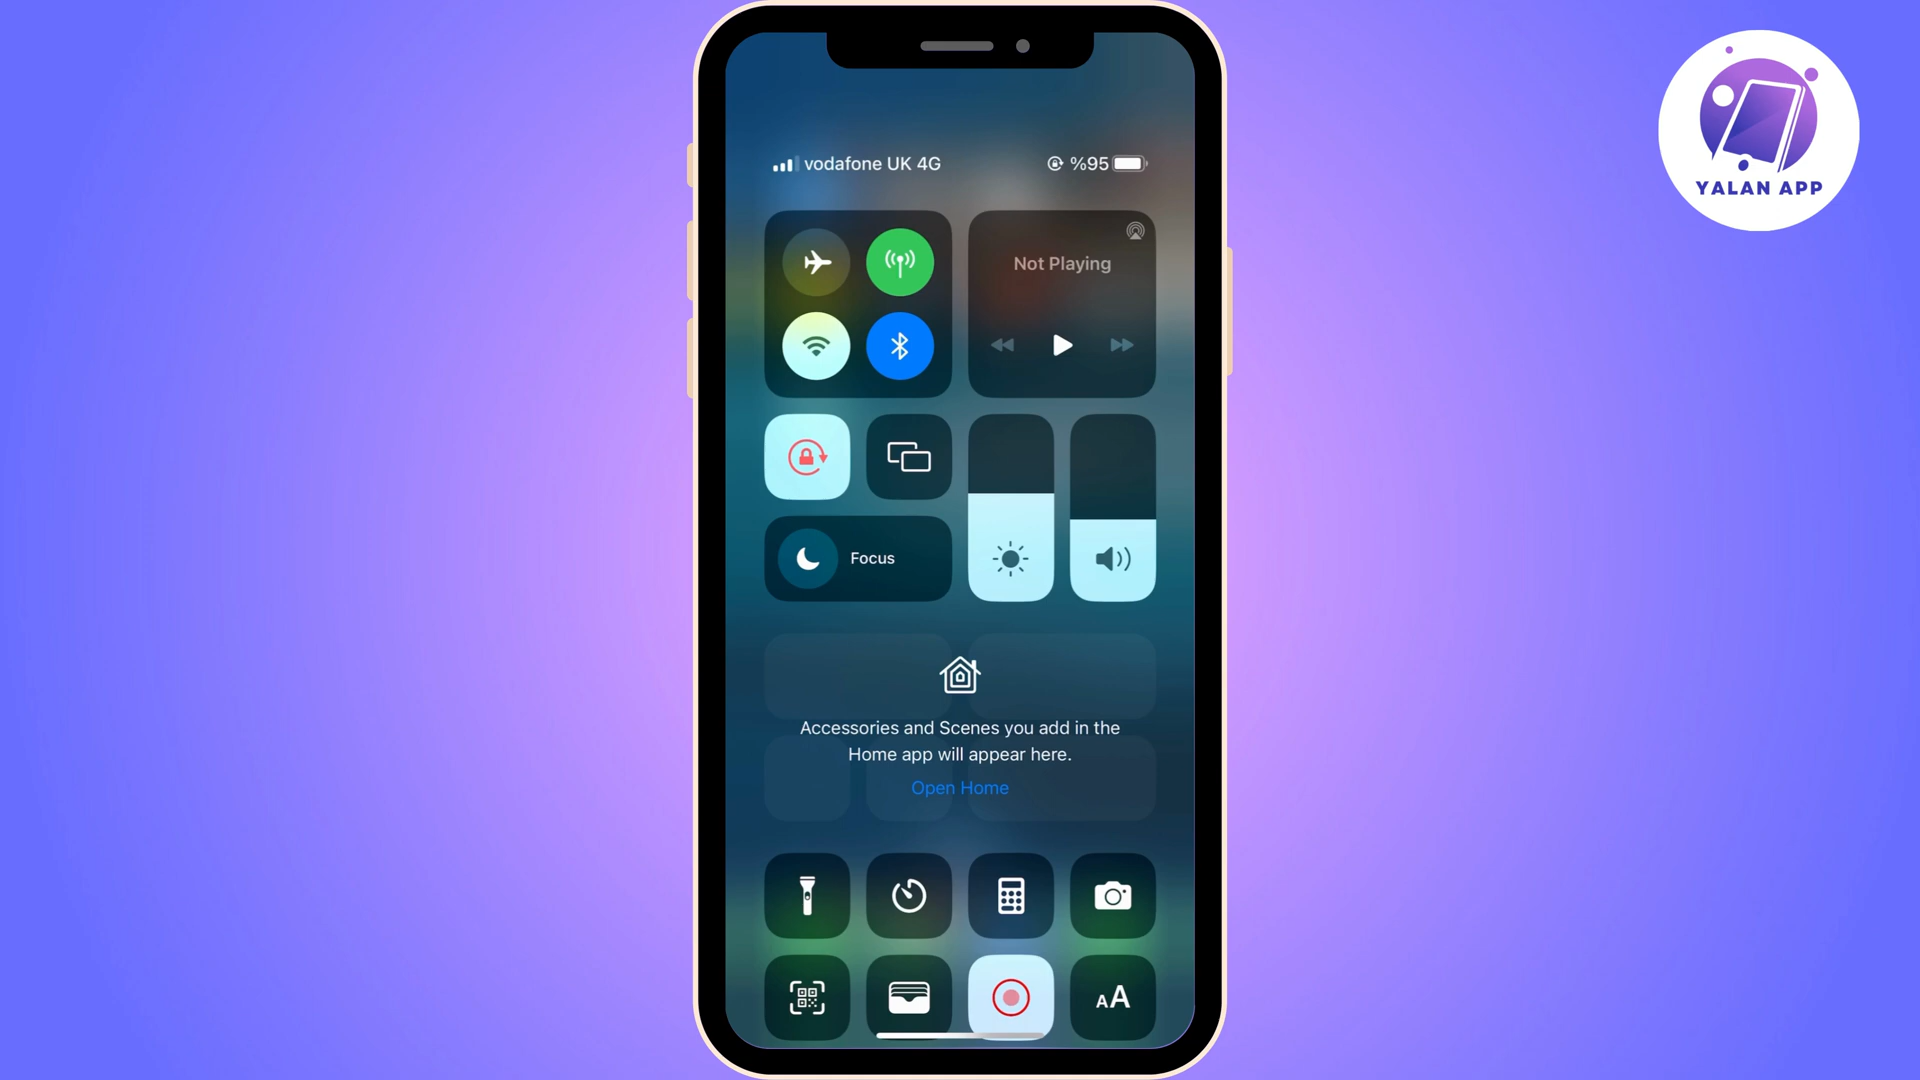 vodafone UK 4G
%95
Not Playing
Focus
Accessories and Scenes you add in the
Home app will appear here.
Open Home
AA
YALAN APP